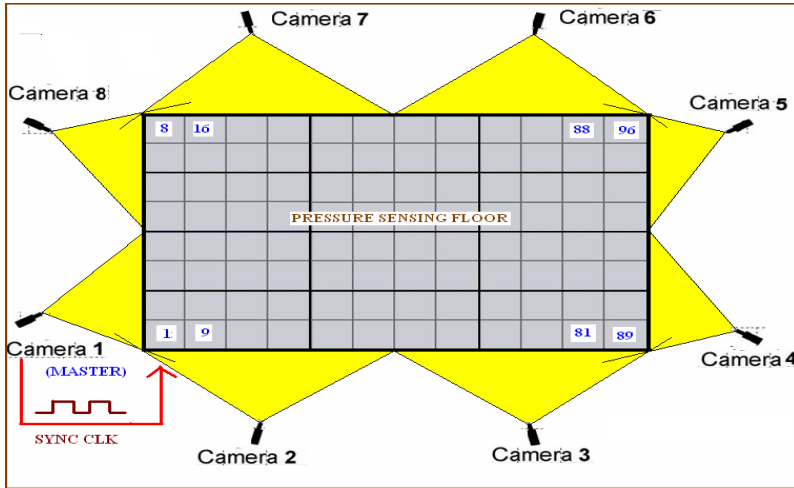 Camera 7
Camera 6
Camera 8
Camera 5
8 16 88 96
PRESSURE SENSING FLOOR
1 9 81 89
Camera 1
(MASTER)
Camera 4
SYNC CLK
Camera 2
Camera 3